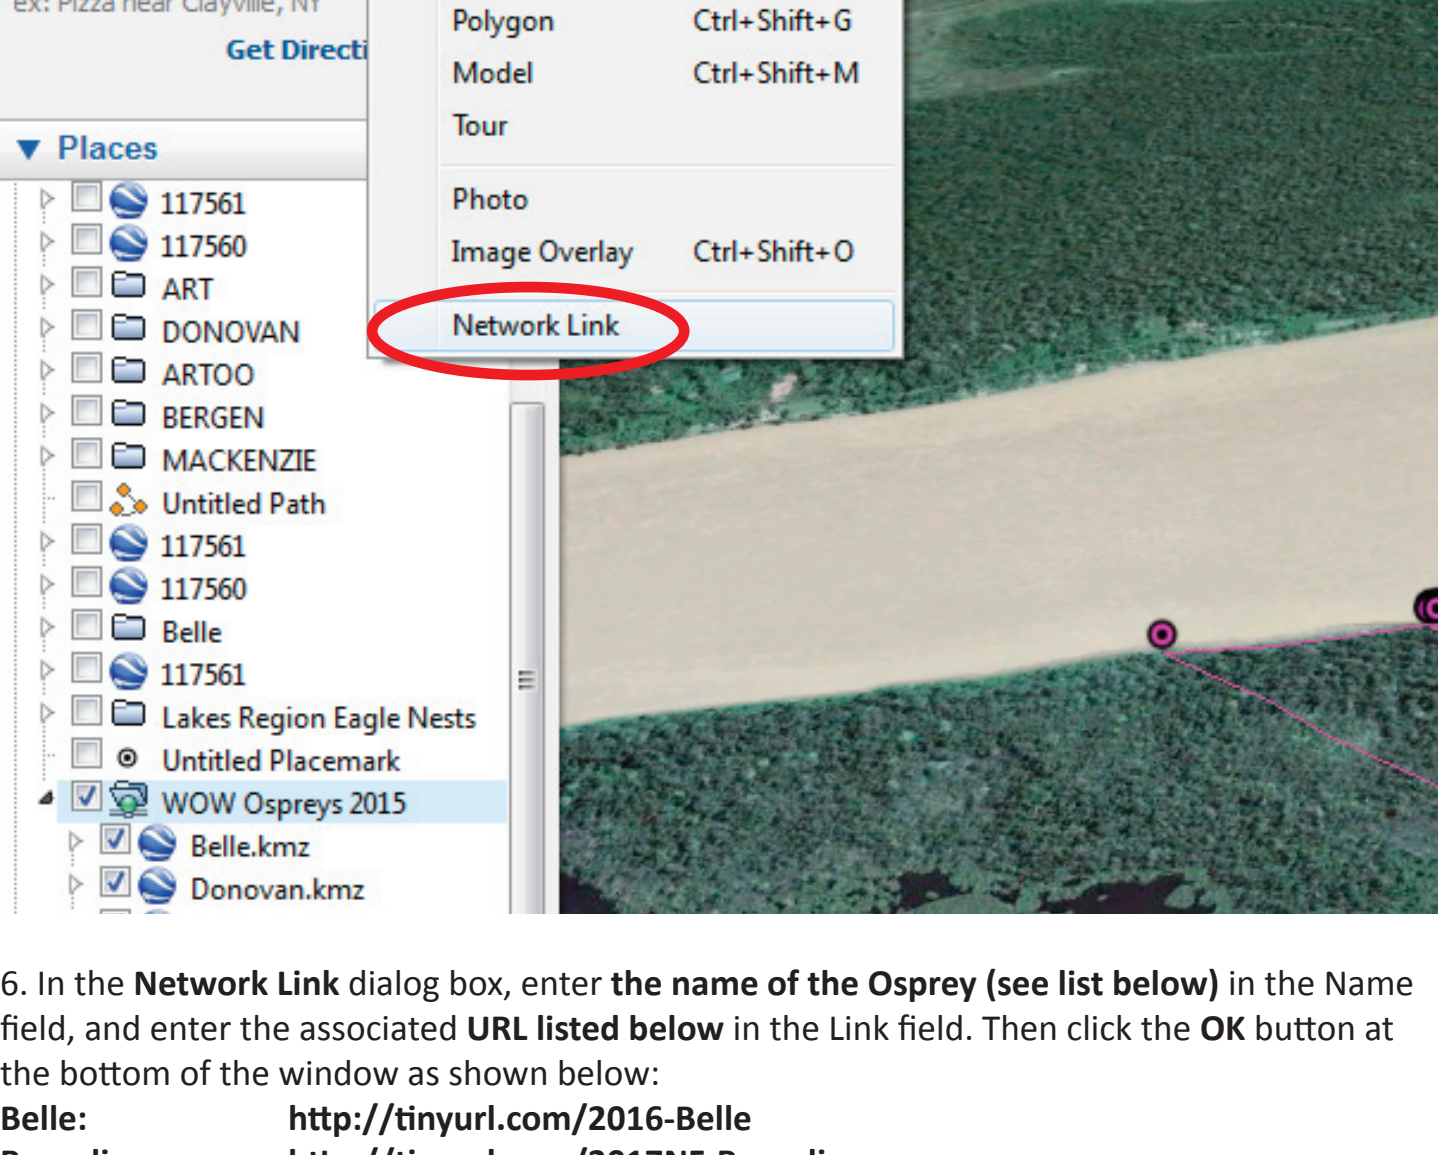 ex: Pizza near Clayville, NY
Get Directi
Polygon Ctrl+Shift+G
Model Ctrl+Shift+M
Tour
Photo
Image Overlay Ctrl+Shift+O
Network Link
Places
117561
117560
ART
DONOVAN
ARTOO
BERGEN
MACKENZIE
Untitled Path
117561
117560
Belle
117561
Lakes Region Eagle Nests
Untitled Placemark
WOW Ospreys 2015
Belle.kmz
Donovan.kmz
6. In the Network Link dialog box, enter the name of the Osprey (see list below) in the Name
field, and enter the associated URL listed below in the Link field. Then click the OK button at
the bottom of the window as shown below:
Belle: http://tinyurl.com/2016-Belle